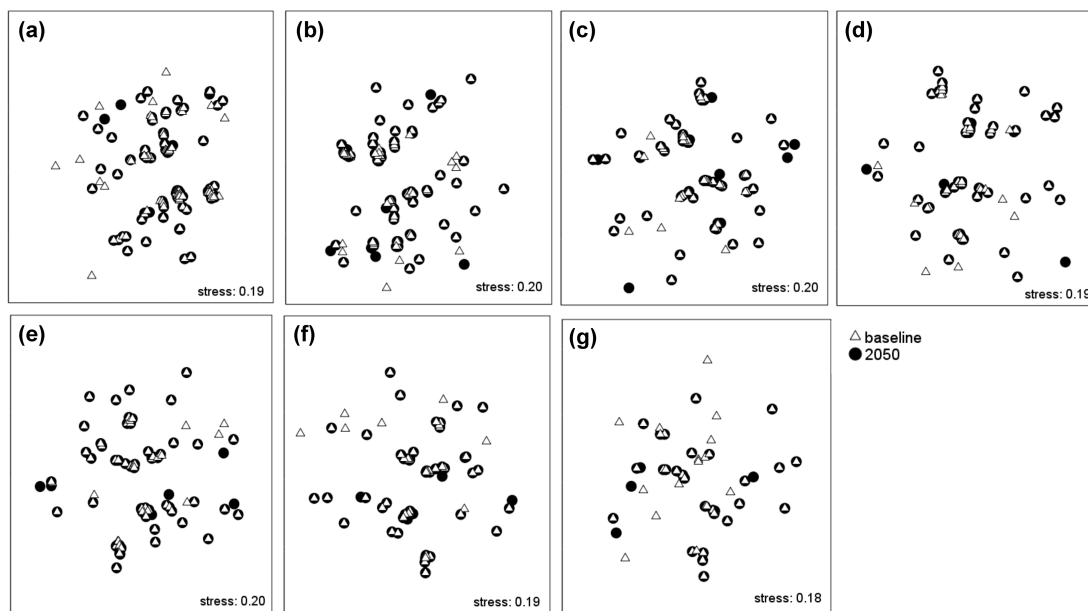 (a)
stress: 0.19
(b)
stress: 0.20
(c)
stress: 0.20
(d)
stress: 0.19
(e)
stress: 0.20
(f)
stress: 0.19
(g)
stress: 0.18
baseline
2050